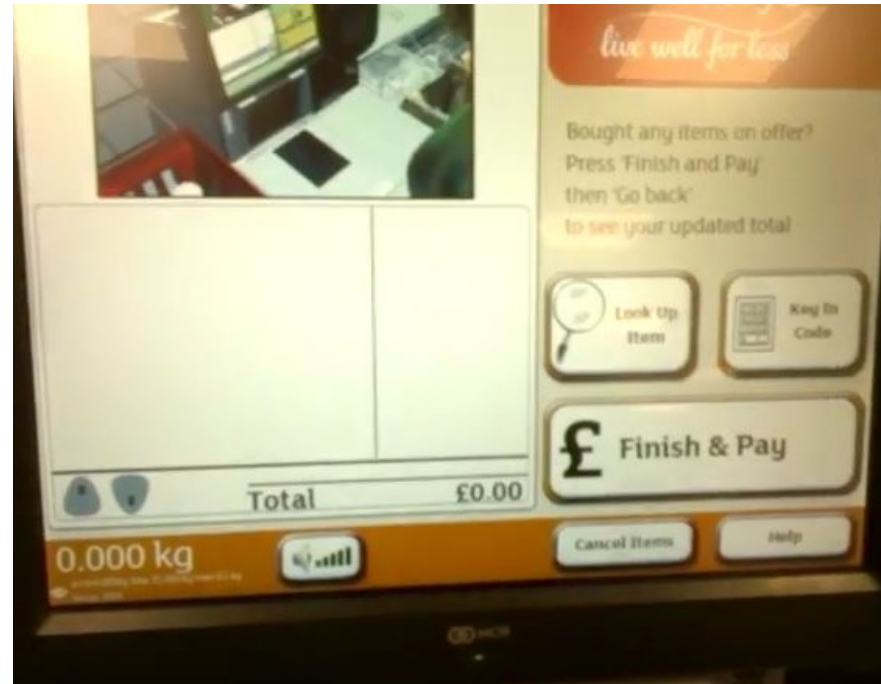 live well for less
Bought any items on offer?
Press 'Finish and Pay'
then 'Go back'
to see your updated total
Look Up
Item
Key In
Code
£ Finish & Pay
Total £0.00
0.000 kg
Cancel Items
Help
NCR